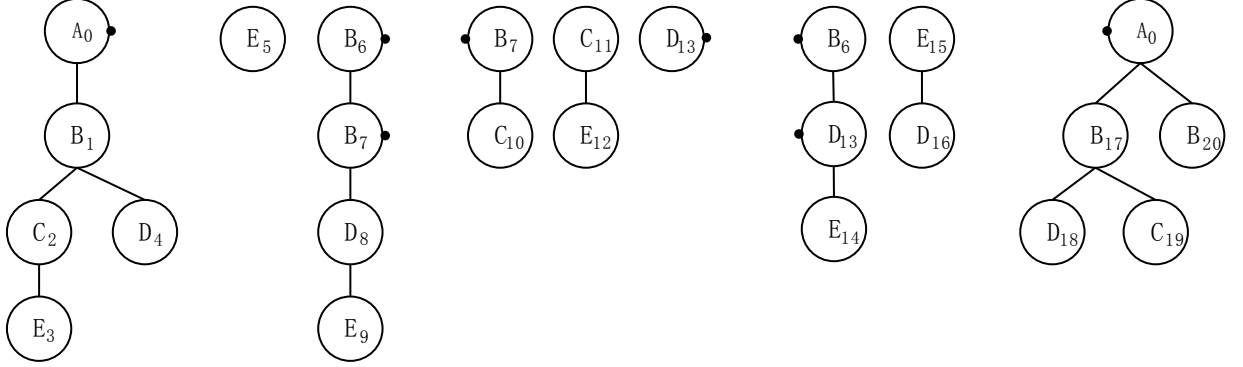 A₀ E₅ B₆ B₇ C₁₁ D₁₃ B₆ E₁₅ A₀
B₁ B₇ C₁₀ E₁₂ D₁₃ D₁₆ B₁₇ B₂₀
C₂ D₄ D₈ E₁₄ D₁₈ C₁₉
E₃ E₉